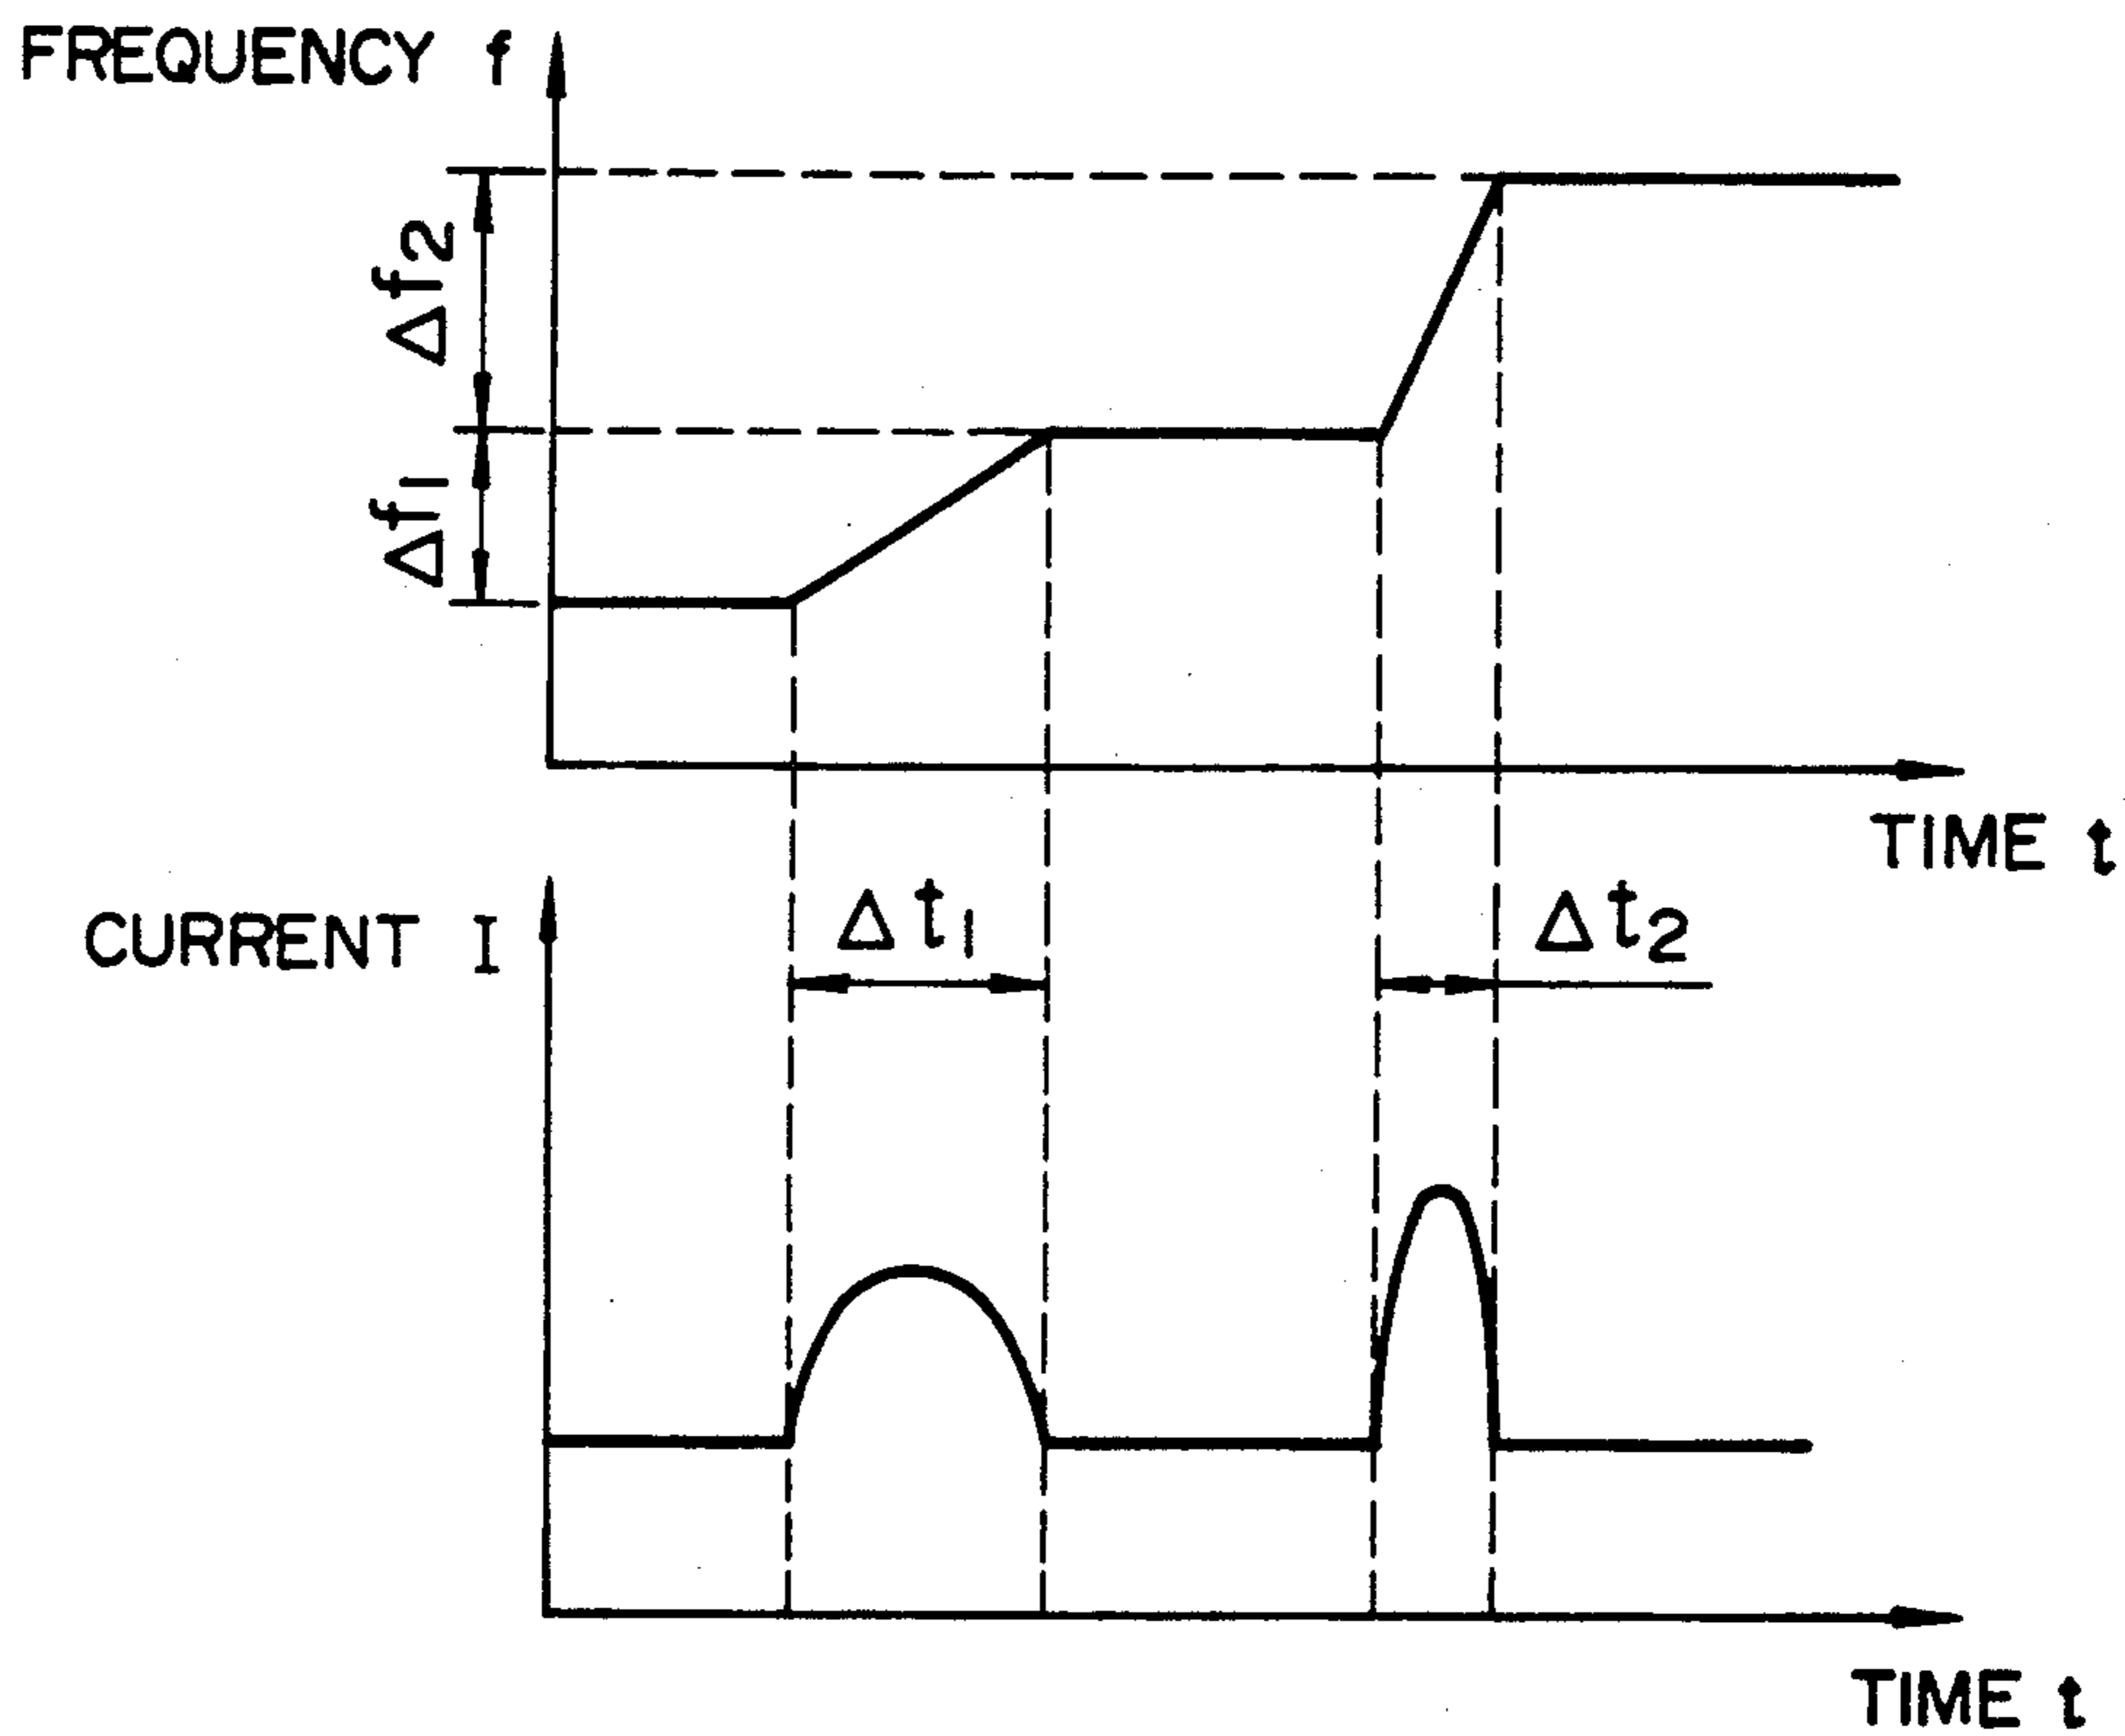 FREQUENCY f
Δf2
Δf1
TIME t
CURRENT I
Δt1
Δt2
TIME t